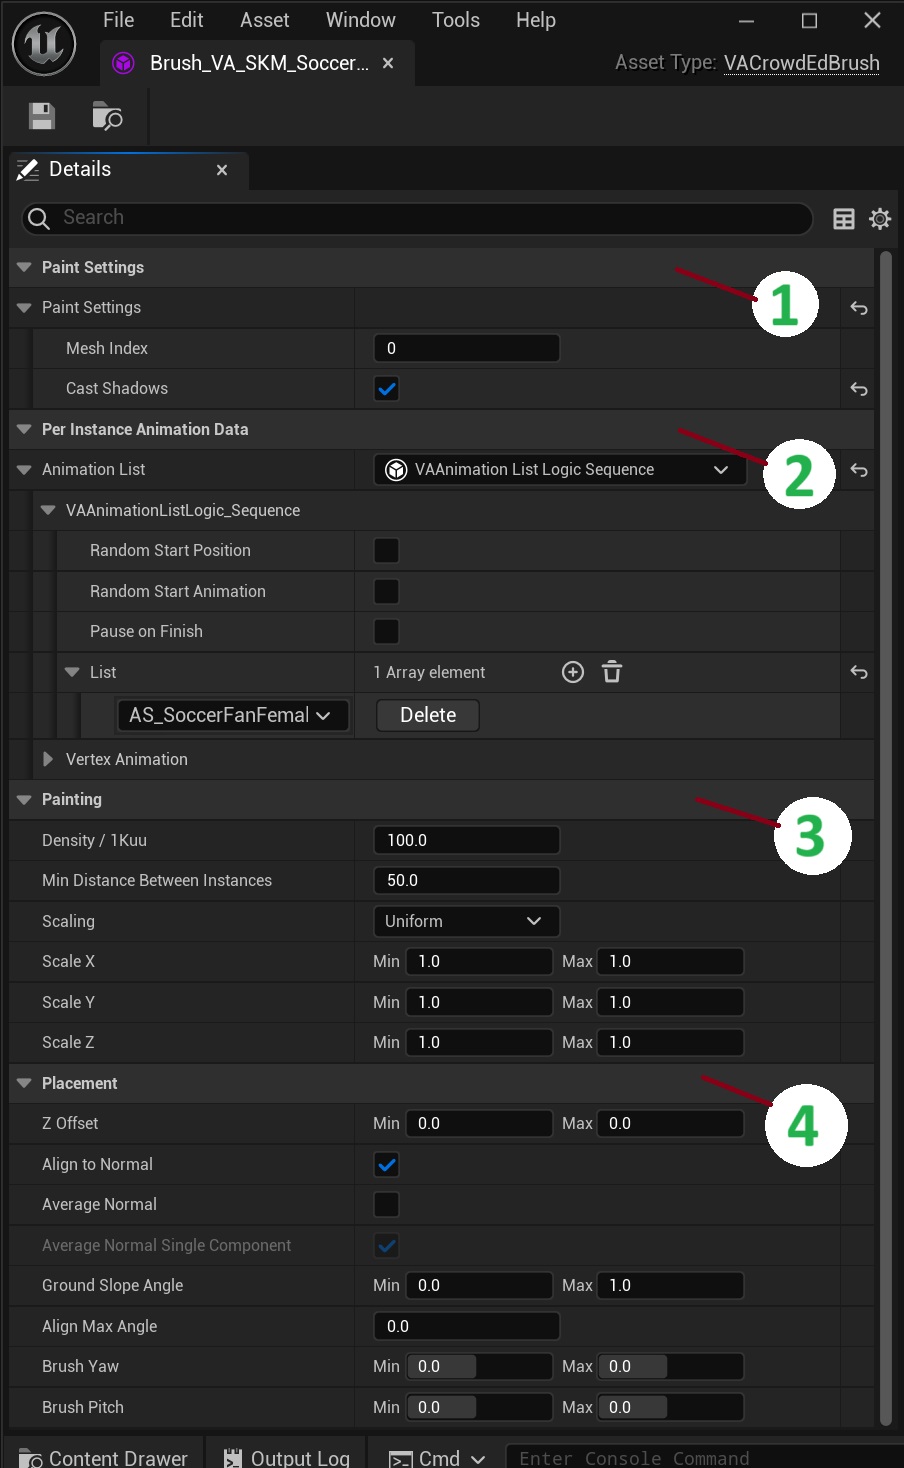 File Edit Asset Window Tools Help
Brush_VA_SKM_Soccer...
Asset Type: VACrowdEdBrush
Details
Search
Paint Settings
1
Paint Settings
Mesh Index 0
Cast Shadows
Per Instance Animation Data
2
Animation List VAAnimation List Logic Sequence
VAAnimationListLogic_Sequence
Random Start Position
Random Start Animation
Pause on Finish
List 1 Array element
AS_SoccerFanFemal Delete
Vertex Animation
Painting
3
Density / 1Kuu 100.0
Min Distance Between Instances 50.0
Scaling Uniform
Scale X Min 1.0 Max 1.0
Scale Y Min 1.0 Max 1.0
Scale Z Min 1.0 Max 1.0
Placement
4
Z Offset Min 0.0 Max 0.0
Align to Normal
Average Normal
Average Normal Single Component
Ground Slope Angle Min 0.0 Max 1.0
Align Max Angle 0.0
Brush Yaw Min 0.0 Max 0.0
Brush Pitch Min 0.0 Max 0.0
Content Drawer Output Log Cmd Enter Console Command